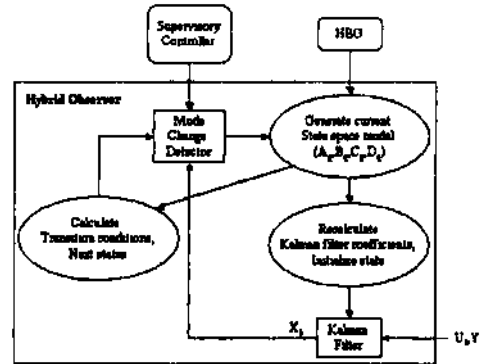 Supervisory
Controller
HBG
Hybrid Observer
Mode
Change
Detector
Generate current
State space model
Calculate
Transition conditions,
Next states
Recalculate
Kalman filter coefficients,
Initialize state
Kalman
Filter